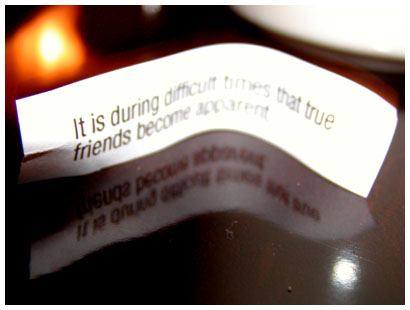 It is during difficult times that true
friends become apparent